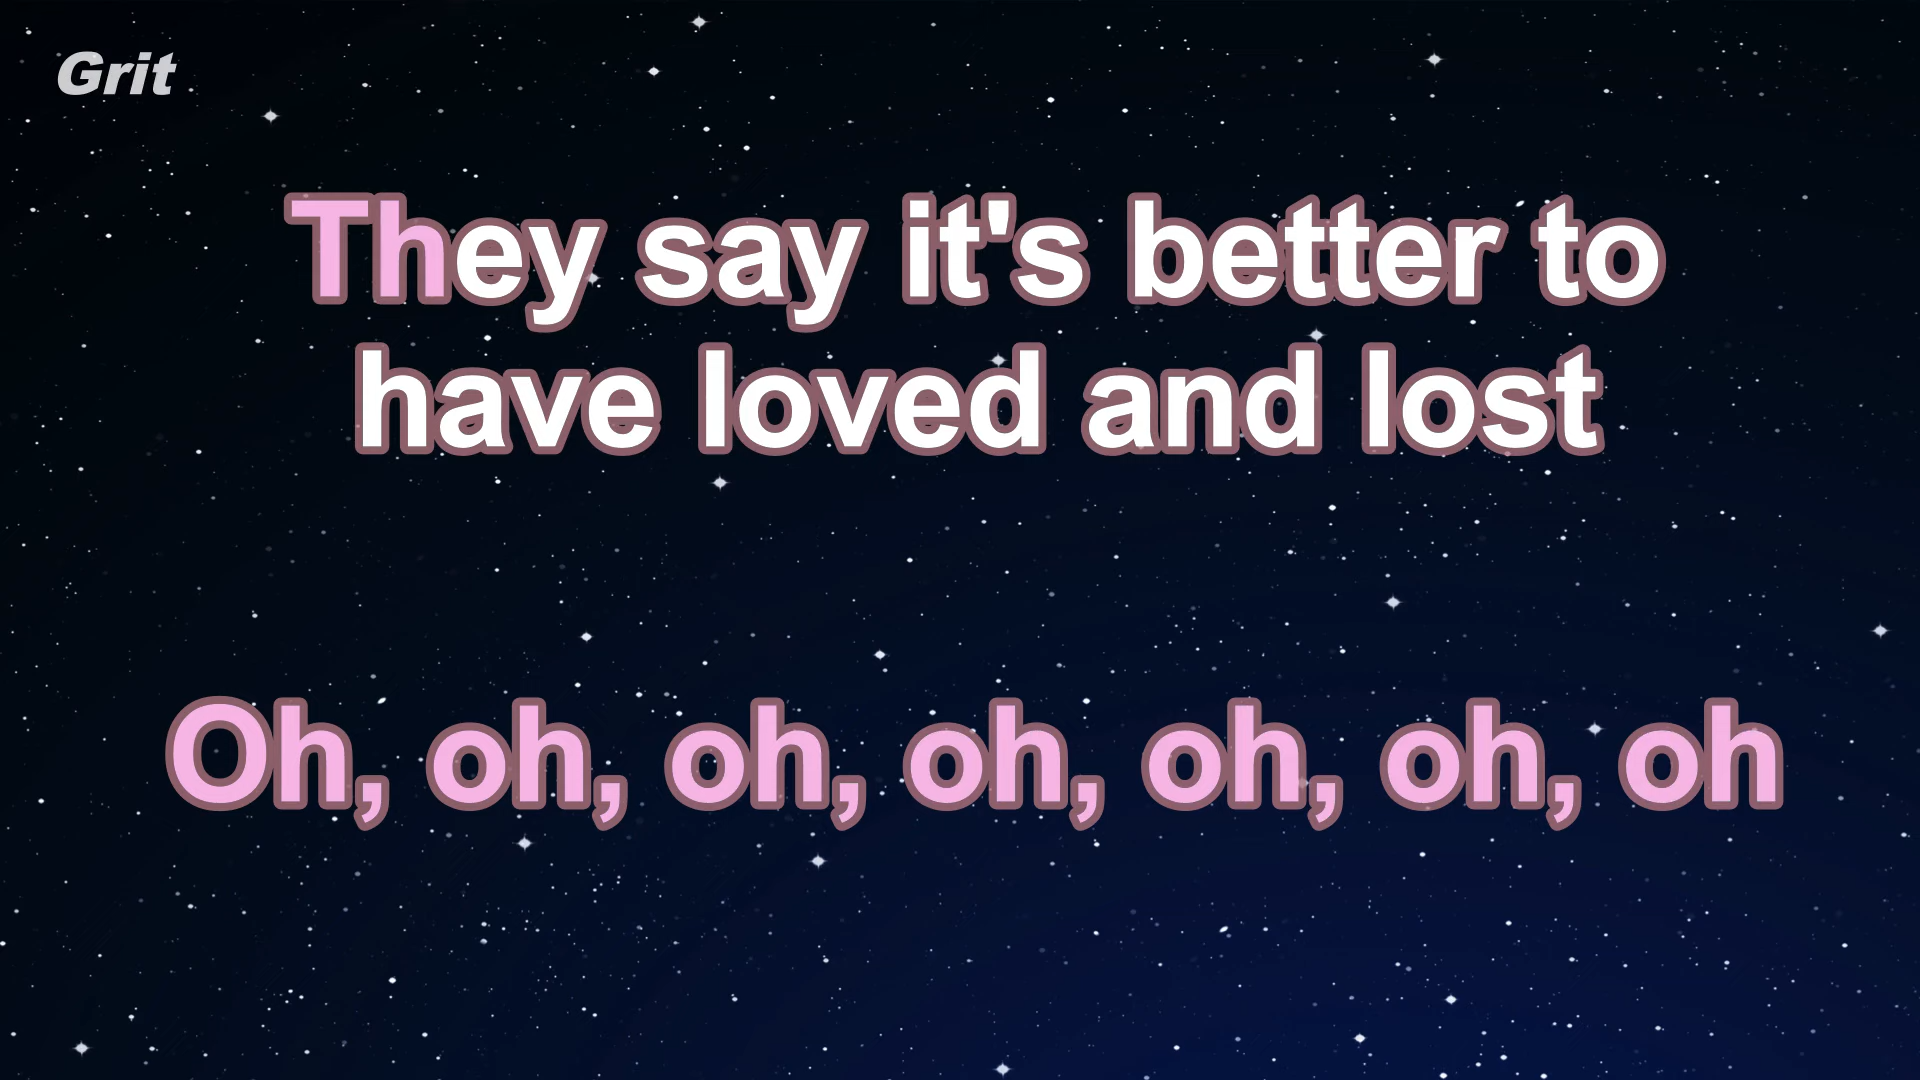 Grit
They say it's better to
have loved and lost
Oh, oh, oh, oh, oh, oh, oh